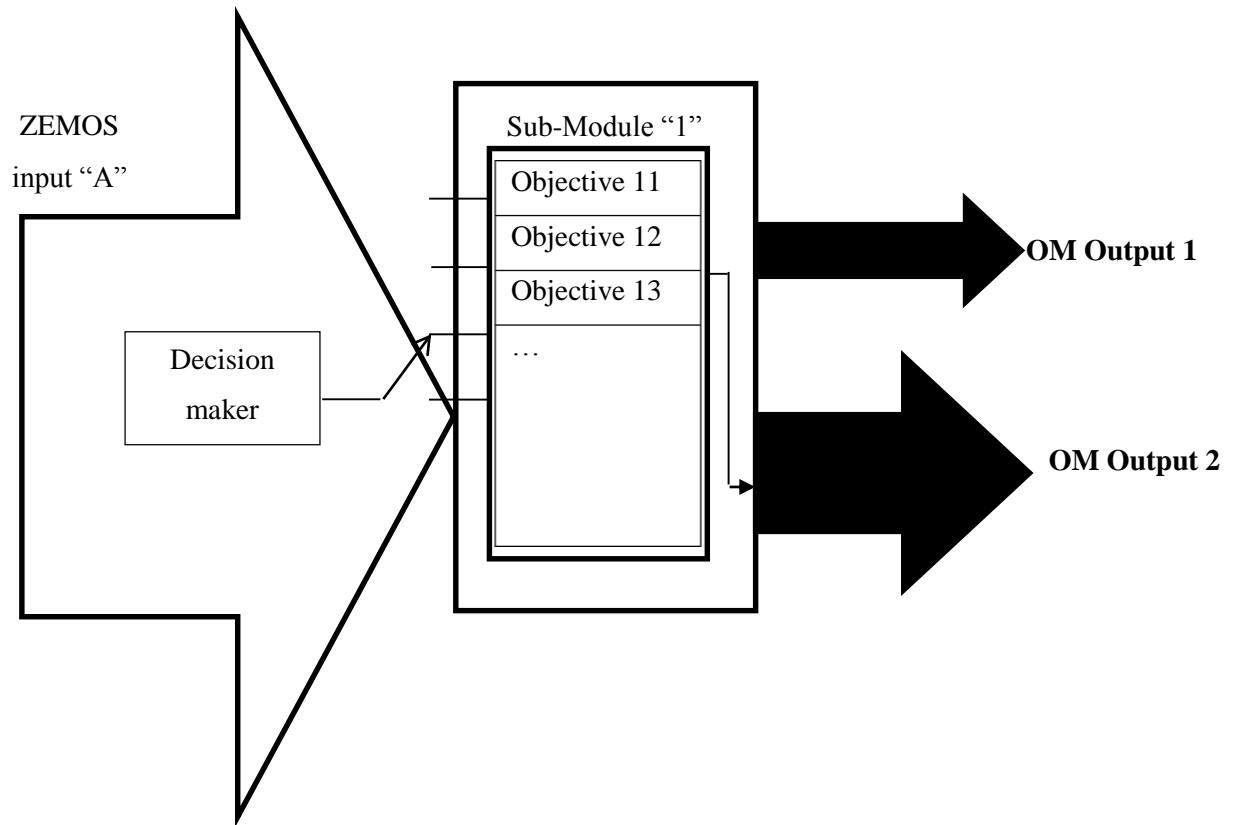 ZEMOS
input “A”
Sub-Module “1”
Objective 11
Objective 12
Objective 13
…
Decision
maker
OM Output 1
OM Output 2